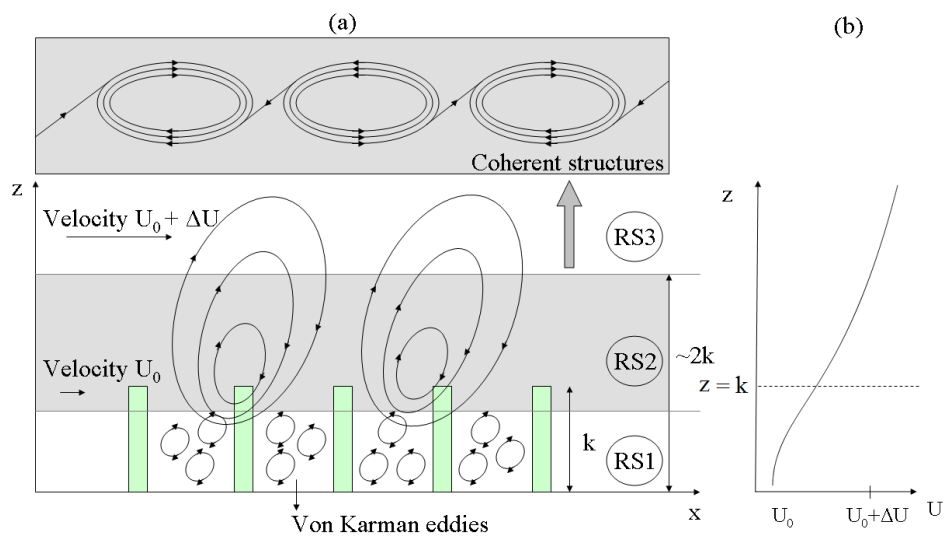 (a)
(b)
Coherent structures
z
Velocity U₀ + ΔU
RS3
z
Velocity U₀
RS2
~2k
z = k
k
RS1
x
U₀
U₀+ΔU
U
Von Karman eddies